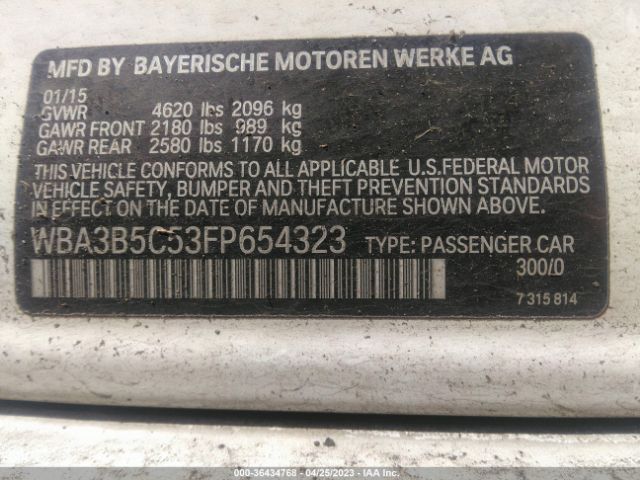 MFD BY BAYERISCHE MOTOREN WERKE AG
01/15
GVWR 4620 lbs 2096 kg
GAWR FRONT 2180 lbs 989 kg
GAWR REAR 2580 lbs 1170 kg
THIS VEHICLE CONFORMS TO ALL APPLICABLE U.S.FEDERAL MOTOR
VEHICLE SAFETY, BUMPER AND THEFT PREVENTION STANDARDS
IN EFFECT ON THE DATE OF MANUFACTURE SHOWN ABOVE.
WBA3B5C53FP654323 TYPE: PASSENGER CAR
300/0
7 315 814
000-36434768 - 04/25/2023 - IAA Inc.